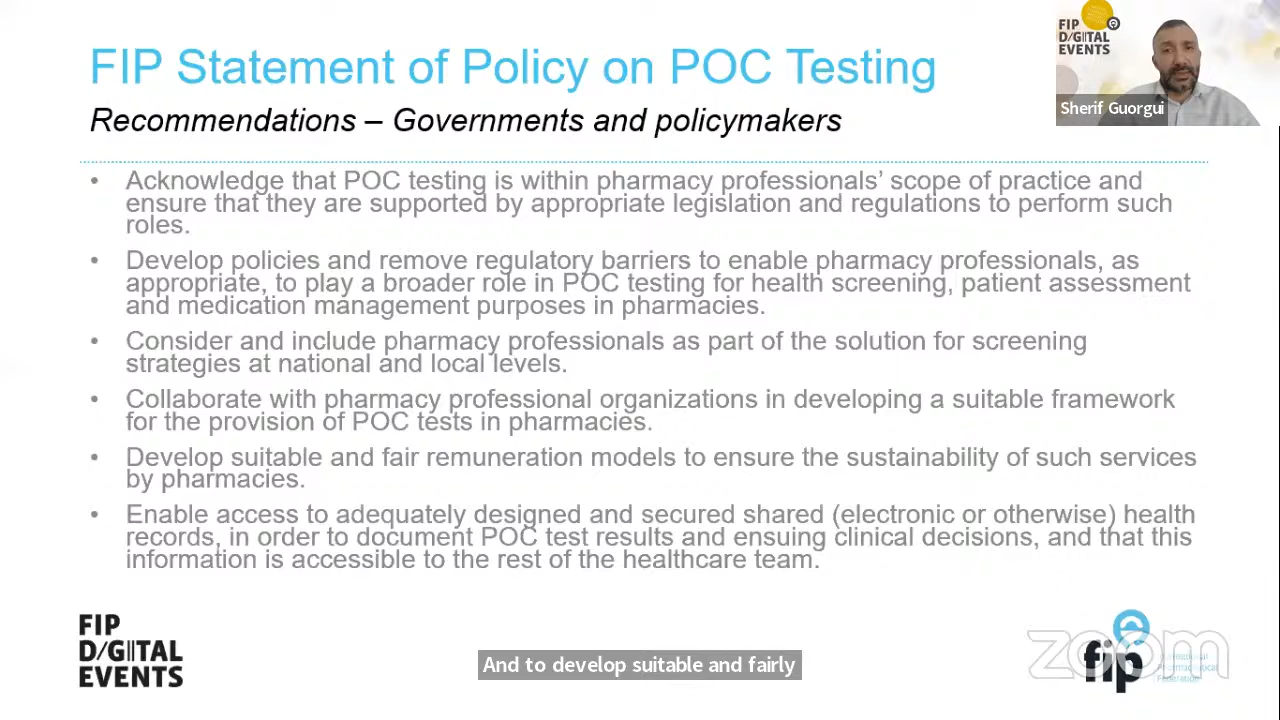 FIP Statement of Policy on POC Testing
Recommendations – Governments and policymakers
FIP
D/G//TAL
EVENTS
Sherif Guorgui
• Acknowledge that POC testing is within pharmacy professionals’ scope of practice and
ensure that they are supported by appropriate legislation and regulations to perform such
roles.
• Develop policies and remove regulatory barriers to enable pharmacy professionals, as
appropriate, to play a broader role in POC testing for health screening, patient assessment
and medication management purposes in pharmacies.
• Consider and include pharmacy professionals as part of the solution for screening
strategies at national and local levels.
• Collaborate with pharmacy professional organizations in developing a suitable framework
for the provision of POC tests in pharmacies.
• Develop suitable and fair remuneration models to ensure the sustainability of such services
by pharmacies.
• Enable access to adequately designed and secured shared (electronic or otherwise) health
records, in order to document POC test results and ensuing clinical decisions, and that this
information is accessible to the rest of the healthcare team.
FIP
D/G//TAL
EVENTS
And to develop suitable and fairly
zoom
fip
International
Pharmaceutical
Federation